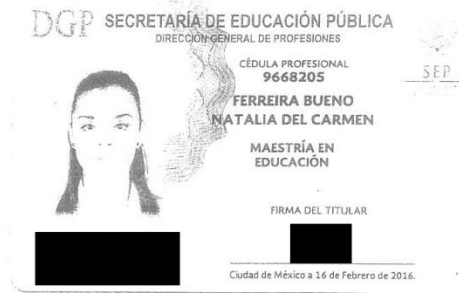 DGP SECRETARÍA DE EDUCACIÓN PÚBLICA
DIRECCIÓN GENERAL DE PROFESIONES
CÉDULA PROFESIONAL
9668205
SEP
FERREIRA BUENO
NATALIA DEL CARMEN
MAESTRÍA EN
EDUCACIÓN
FIRMA DEL TITULAR
Ciudad de México a 16 de Febrero de 2016.